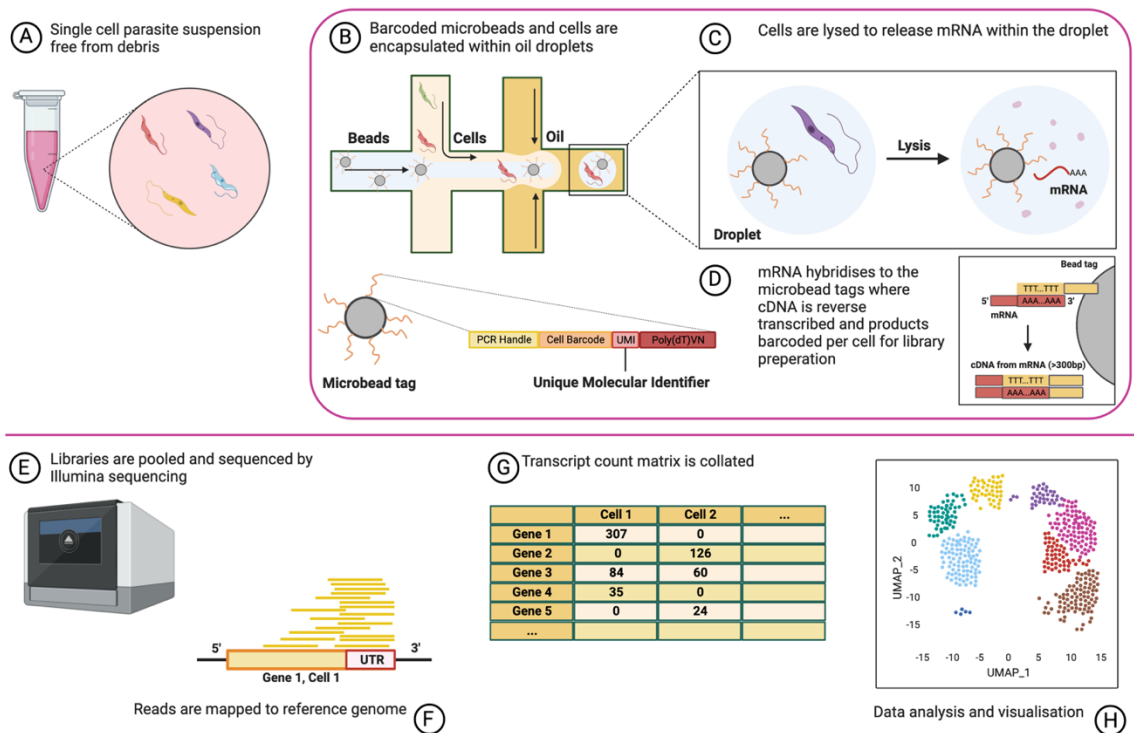 A Single cell parasite suspension
free from debris
B Barcoded microbeads and cells are
encapsulated within oil droplets
Beads
Cells
Oil
Microbead tag
PCR Handle Cell Barcode UMI Poly(dT)VN
Unique Molecular Identifier
C Cells are lysed to release mRNA within the droplet
Lysis
AAA
mRNA
Droplet
D mRNA hybridises to the
microbead tags where
cDNA is reverse
transcribed and products
barcoded per cell for library
preperation
Bead tag
TTT...TTT
5' AAA...AAA 3'
mRNA
cDNA from mRNA (>300bp)
TTT...TTT
AAA...AAA
E Libraries are pooled and sequenced by
Illumina sequencing
5' UTR 3'
Gene 1, Cell 1
Reads are mapped to reference genome F
G Transcript count matrix is collated
Cell 1 Cell 2 ...
Gene 1 307 0
Gene 2 0 126
Gene 3 84 60
Gene 4 35 0
Gene 5 0 24
...
UMAP_2
10
5
0
-5
-10
-15
-15 -10 -5 0 5 10 15
UMAP_1
Data analysis and visualisation H